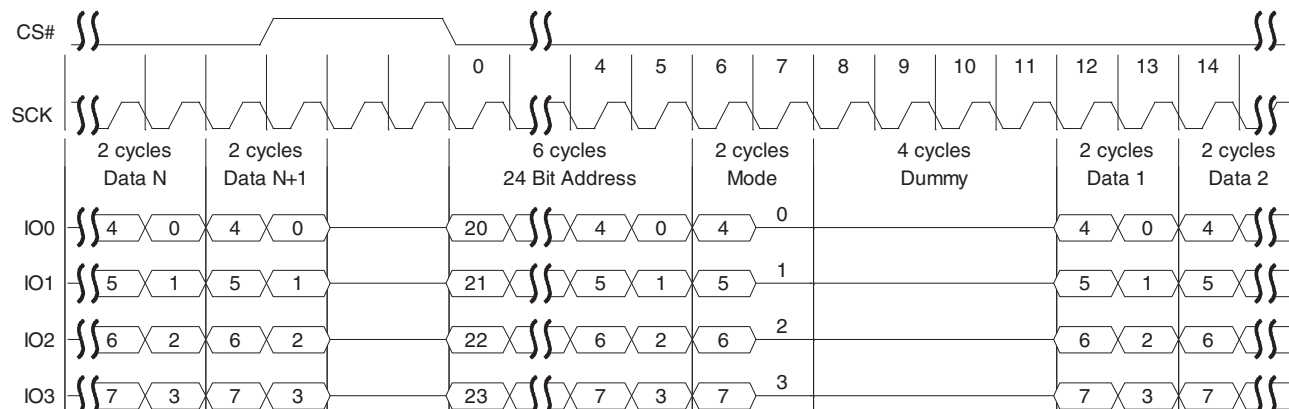 CS#
0 4 5 6 7 8 9 10 11 12 13 14
SCK
2 cycles 2 cycles 6 cycles 2 cycles 4 cycles 2 cycles 2 cycles
Data N Data N+1 24 Bit Address Mode Dummy Data 1 Data 2
IO0 4 0 4 0 20 4 0 4 0 4 0 4
IO1 5 1 5 1 21 5 1 5 1 5 1 5
IO2 6 2 6 2 22 6 2 6 2 6 2 6
IO3 7 3 7 3 23 7 3 7 3 7 3 7